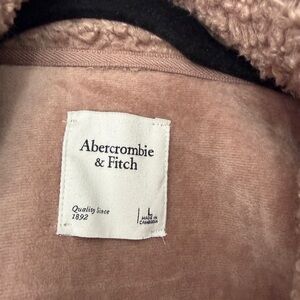 Abercrombie
& Fitch
Quality Since
1892
L
MADE IN
CAMBODIA